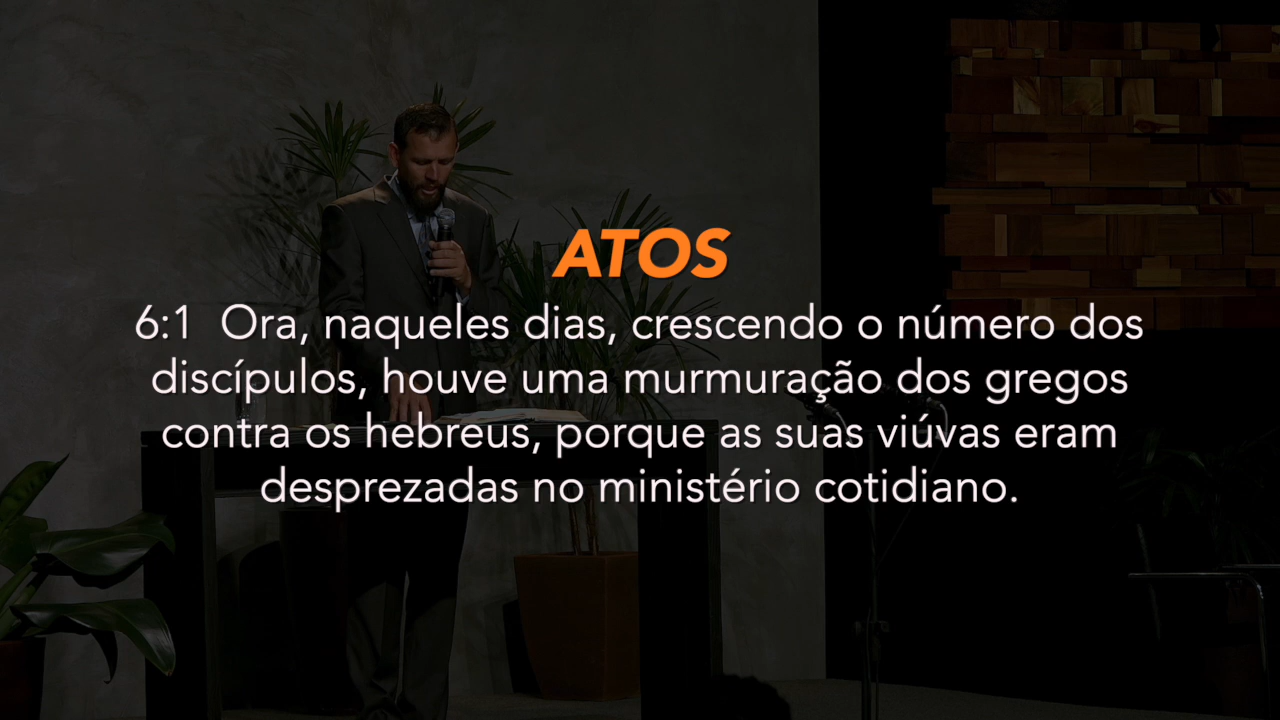 ATOS
6:1 Ora, naqueles dias, crescendo o número dos
discípulos, houve uma murmuração dos gregos
contra os hebreus, porque as suas viúvas eram
desprezadas no ministério cotidiano.